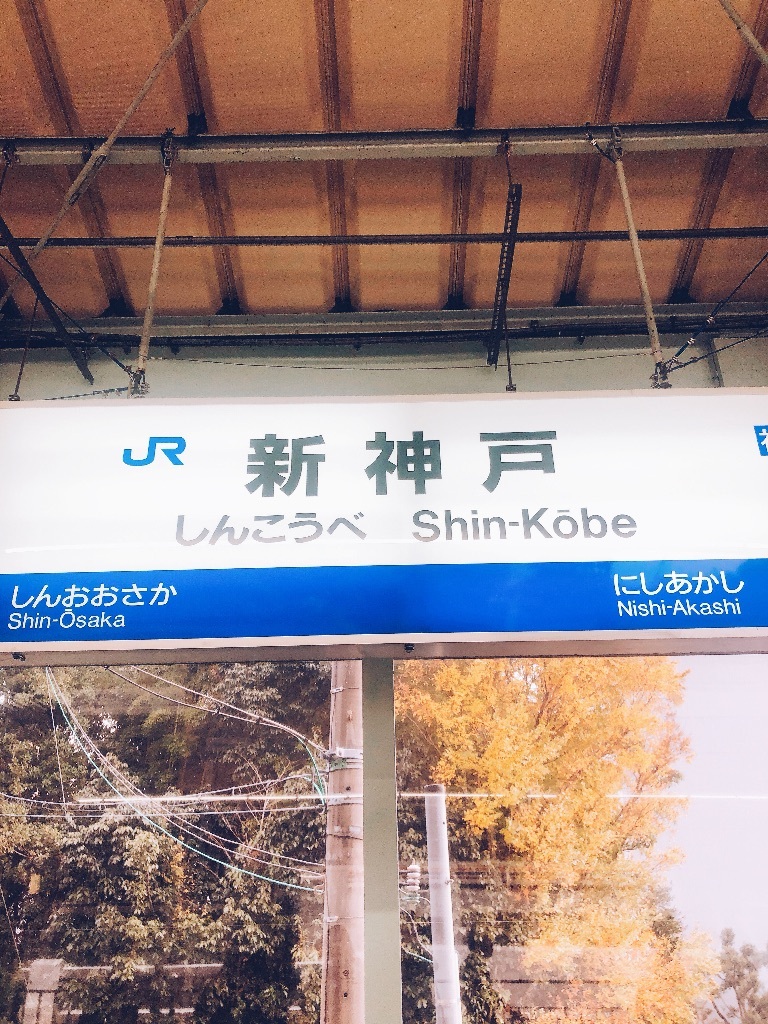 JR 新神戸
しんこうべ Shin-Kōbe
しんおおさか
Shin-Ōsaka
にしあかし
Nishi-Akashi